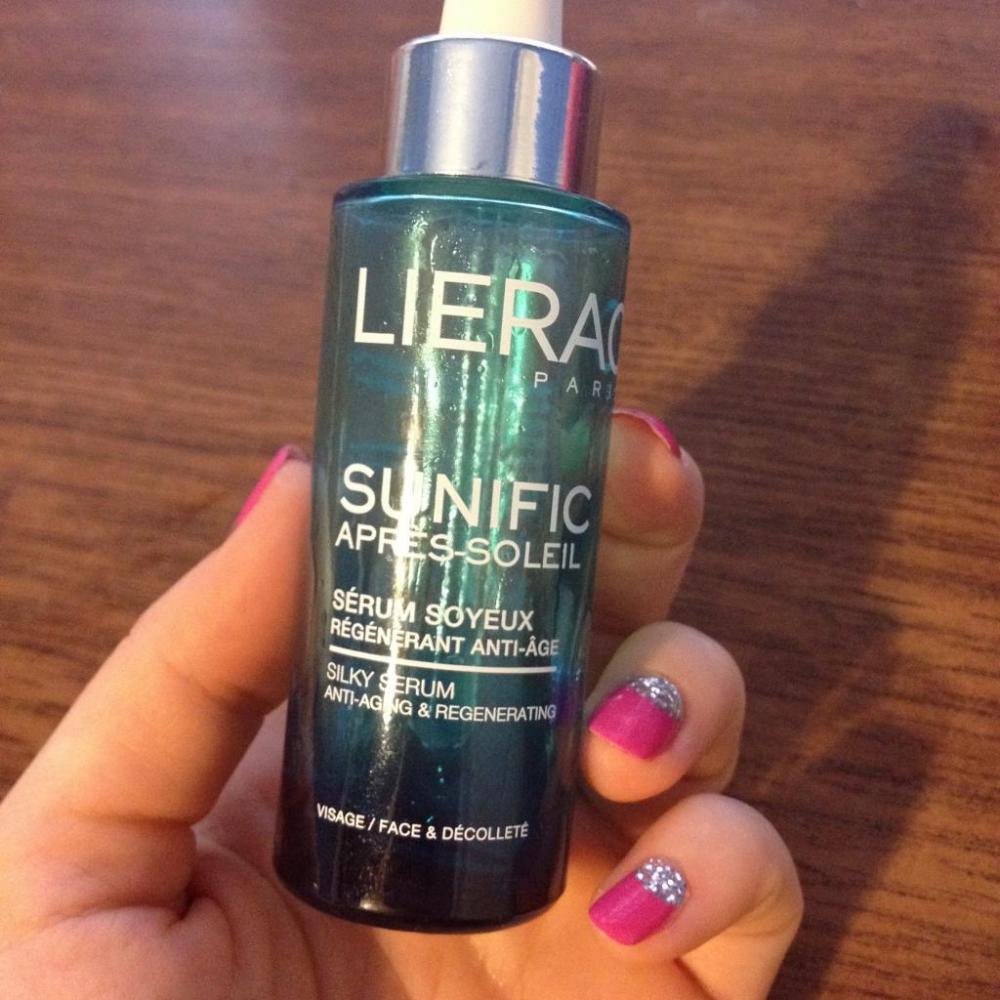 LIERAC
PARIS
SUNIFIC
APRÈS-SOLEIL
SÉRUM SOYEUX
RÉGÉNÉRANT ANTI-ÂGE
SILKY SERUM
ANTI-AGING & REGENERATING
VISAGE / FACE & DÉCOLLETÉ